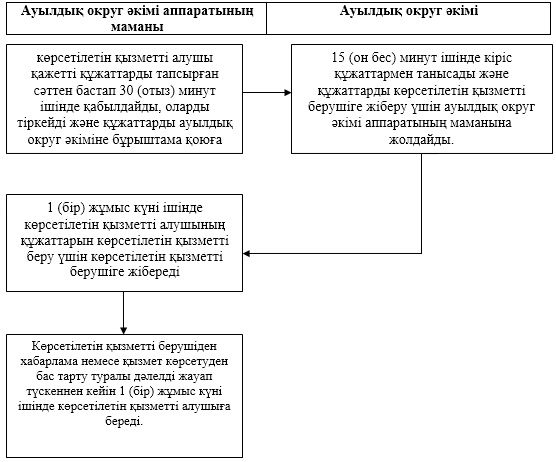 Ауылдық округ әкімі аппаратының
маманы
Ауылдық округ әкімі
көрсетілетін қызметті алушы
қажетті құжаттарды тапсырған
сәттен бастап 30 (отыз) минут
ішінде қабылдайды, оларды
тіркейді және құжаттарды ауылдық
округ әкіміне бұрыштама қоюға
15 (он бес) минут ішінде кіріс
құжаттармен танысады және
құжаттарды көрсетілетін қызметті
берушіге жіберу үшін ауылдық округ
әкімі аппаратының маманына
жолдайды.
1 (бір) жұмыс күні ішінде
көрсетілетін қызметті алушының
құжаттарын көрсетілетін қызметті
беру үшін көрсетілетін қызметті
берушіге жібереді
Көрсетілетін қызметті берушіден
хабарлама немесе қызмет көрсетуден
бас тарту туралы дәлелді жауап
түскеннен кейін 1 (бір) жұмыс күні
ішінде көрсетілетін қызметті алушыға
береді.